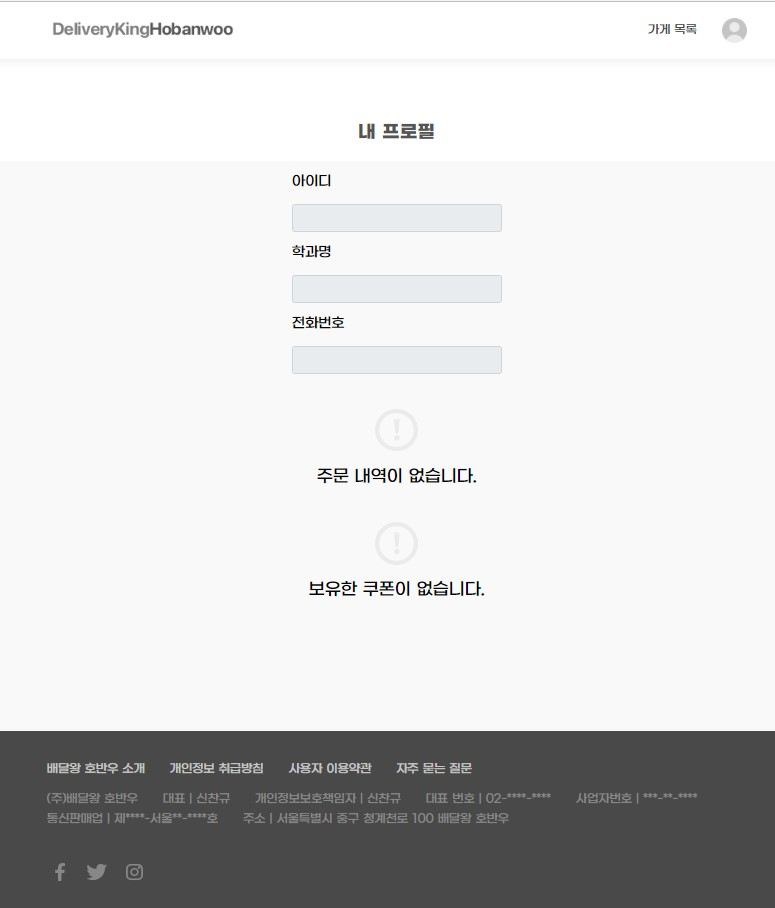 DeliveryKingHobanwoo 가게 목록
내 프로필
아이디
학과명
전화번호
주문 내역이 없습니다.
보유한 쿠폰이 없습니다.
배달왕 호반우 소개 개인정보 취급방침 사용자 이용약관 자주 묻는 질문
(주)배달왕 호반우 대표 | 신찬규 개인정보보호책임자 | 신찬규 대표 번호 | 02-****-**** 사업자번호 | ***-**-****
통신판매업 | 제****-서울**-****호 주소 | 서울특별시 중구 청계천로 100 배달왕 호반우